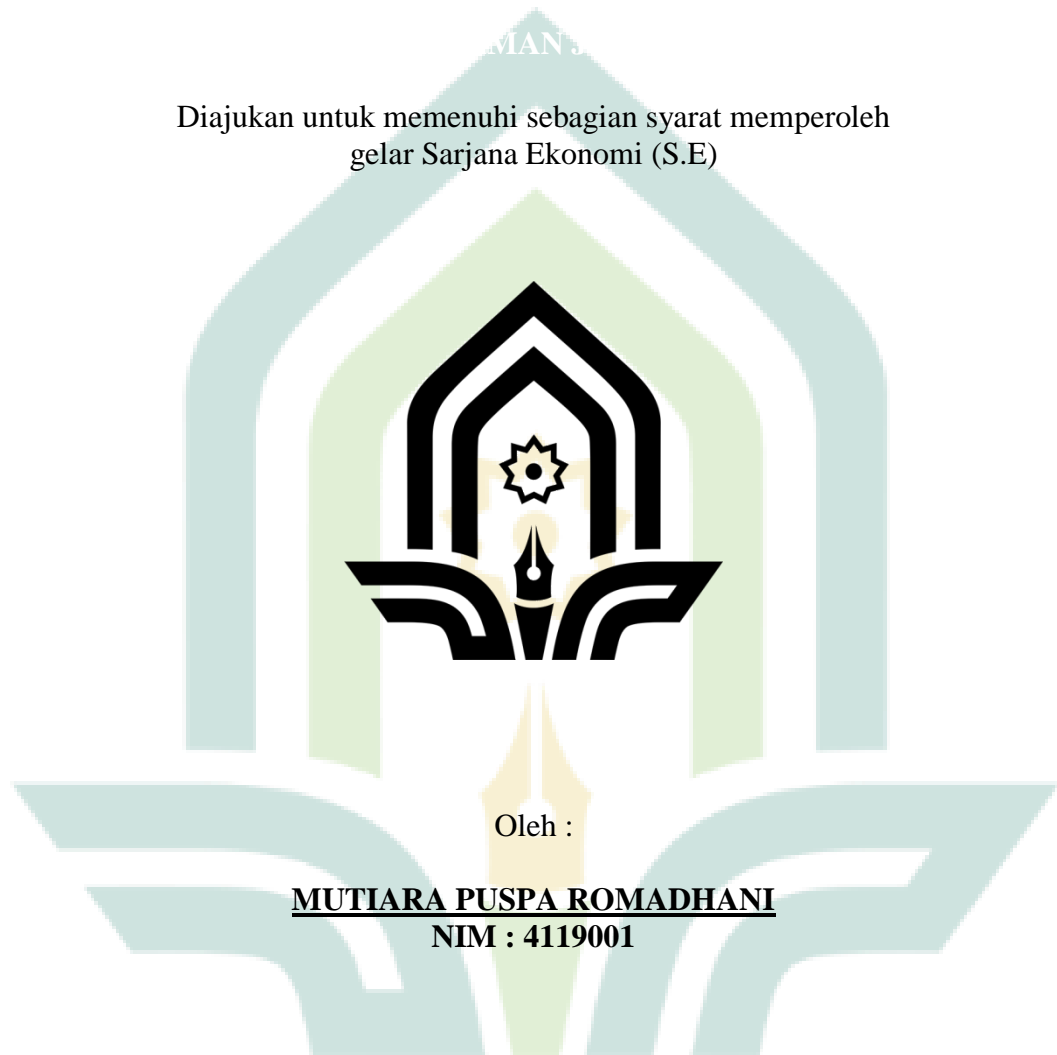 Diajukan untuk memenuhi sebagian syarat memperoleh
gelar Sarjana Ekonomi (S.E)
Oleh :
MUTIARA PUSPA ROMADHANI
NIM : 4119001